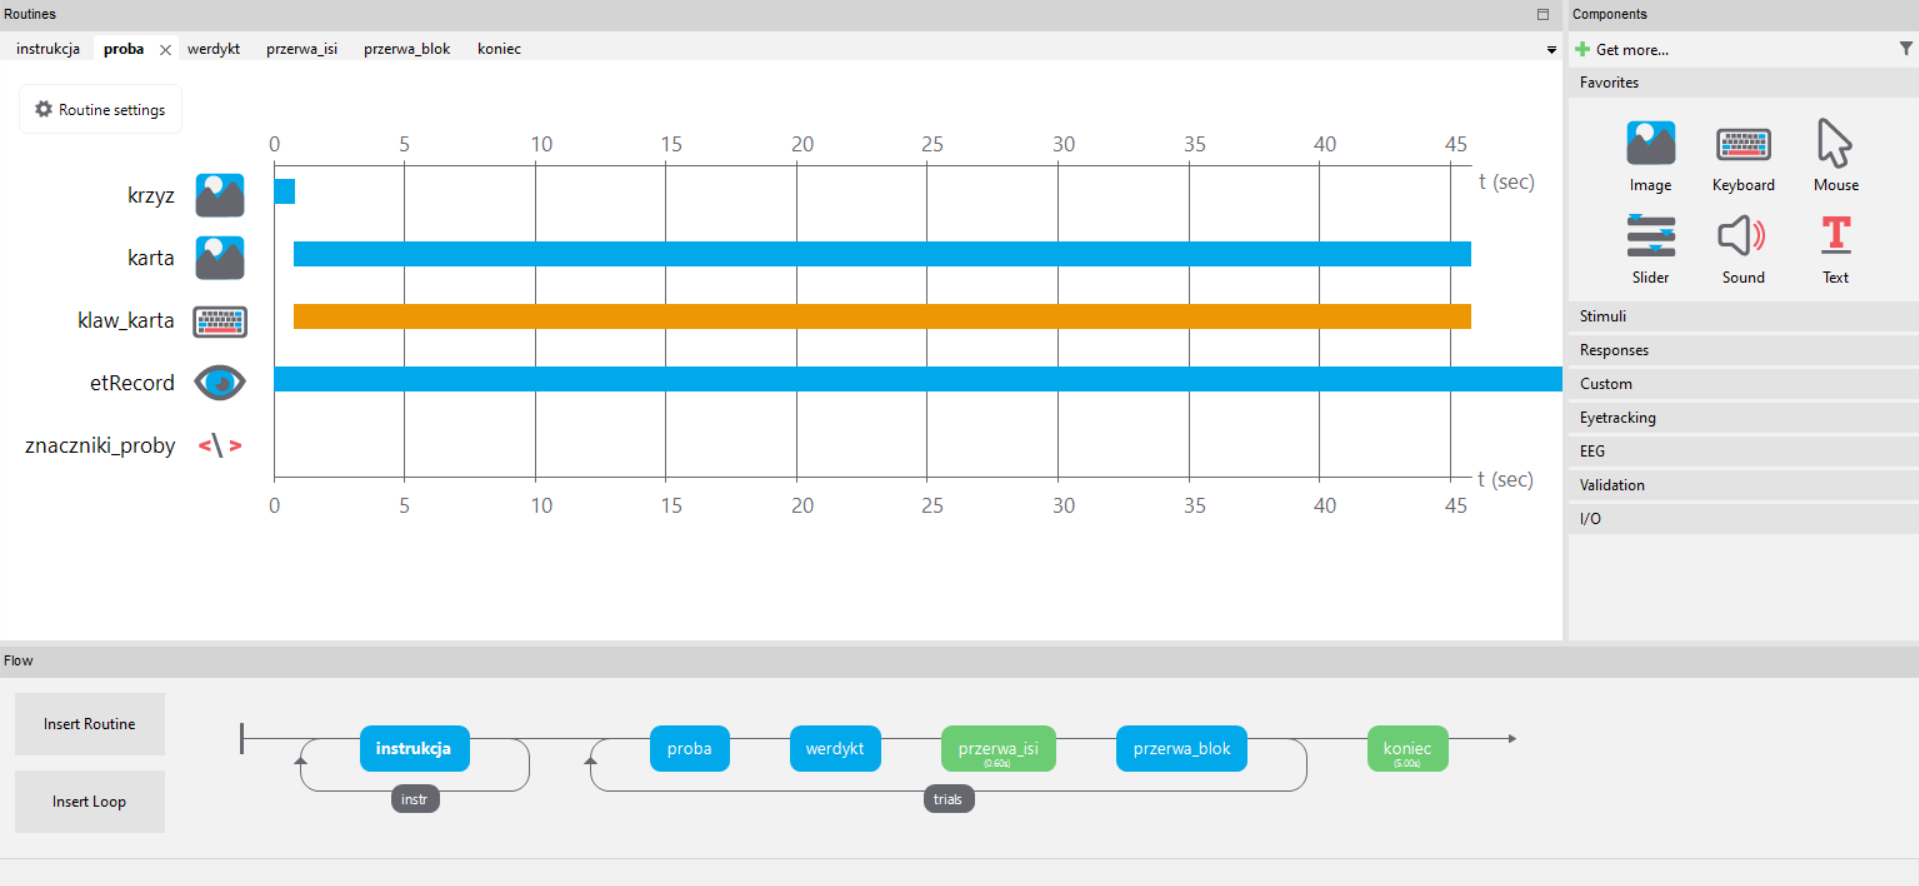 Routines
instrukcja proba werdykt przerwa_isi przerwa_blok koniec
Routine settings
0 5 10 15 20 25 30 35 40 45
t (sec)
krzyz
karta
klaw_karta
etRecord
znaczniki_proby
t (sec)
0 5 10 15 20 25 30 35 40 45
Components
Get more...
Favorites
Image Keyboard Mouse
Slider Sound Text
Stimuli
Responses
Custom
Eyetracking
EEG
Validation
I/O
Flow
Insert Routine
Insert Loop
instrukcja proba werdykt przerwa_isi przerwa_blok koniec
(0.60s) (5.00s)
instr trials